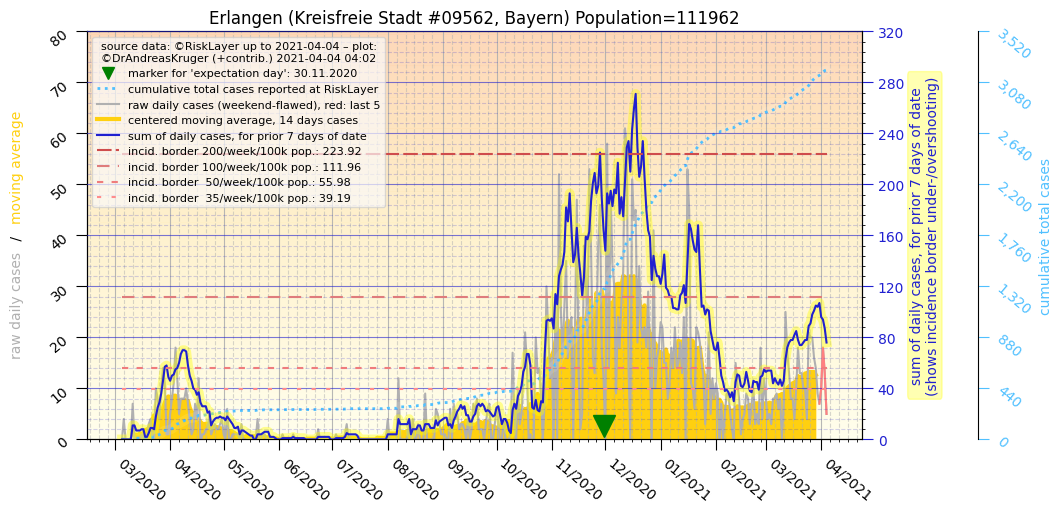 Erlangen (Kreisfreie Stadt #09562, Bayern) Population=111962
source data: ©RiskLayer up to 2021-04-04 – plot:
©DrAndreasKruger (+contrib.) 2021-04-04 04:02
marker for 'expectation day': 30.11.2020
cumulative total cases reported at RiskLayer
raw daily cases (weekend-flawed), red: last 5
centered moving average, 14 days cases
sum of daily cases, for prior 7 days of date
incid. border 200/week/100k pop.: 223.92
incid. border 100/week/100k pop.: 111.96
incid. border  50/week/100k pop.: 55.98
incid. border  35/week/100k pop.: 39.19
raw daily cases / moving average
80
70
60
50
40
30
20
10
0
03/2020
04/2020
05/2020
06/2020
07/2020
08/2020
09/2020
10/2020
11/2020
12/2020
01/2021
02/2021
03/2021
04/2021
320
280
240
200
160
120
80
40
0
sum of daily cases, for prior 7 days of date
(shows incidence border under-/overshooting)
3,520
3,080
2,640
2,200
1,760
1,320
880
440
0
cumulative total cases